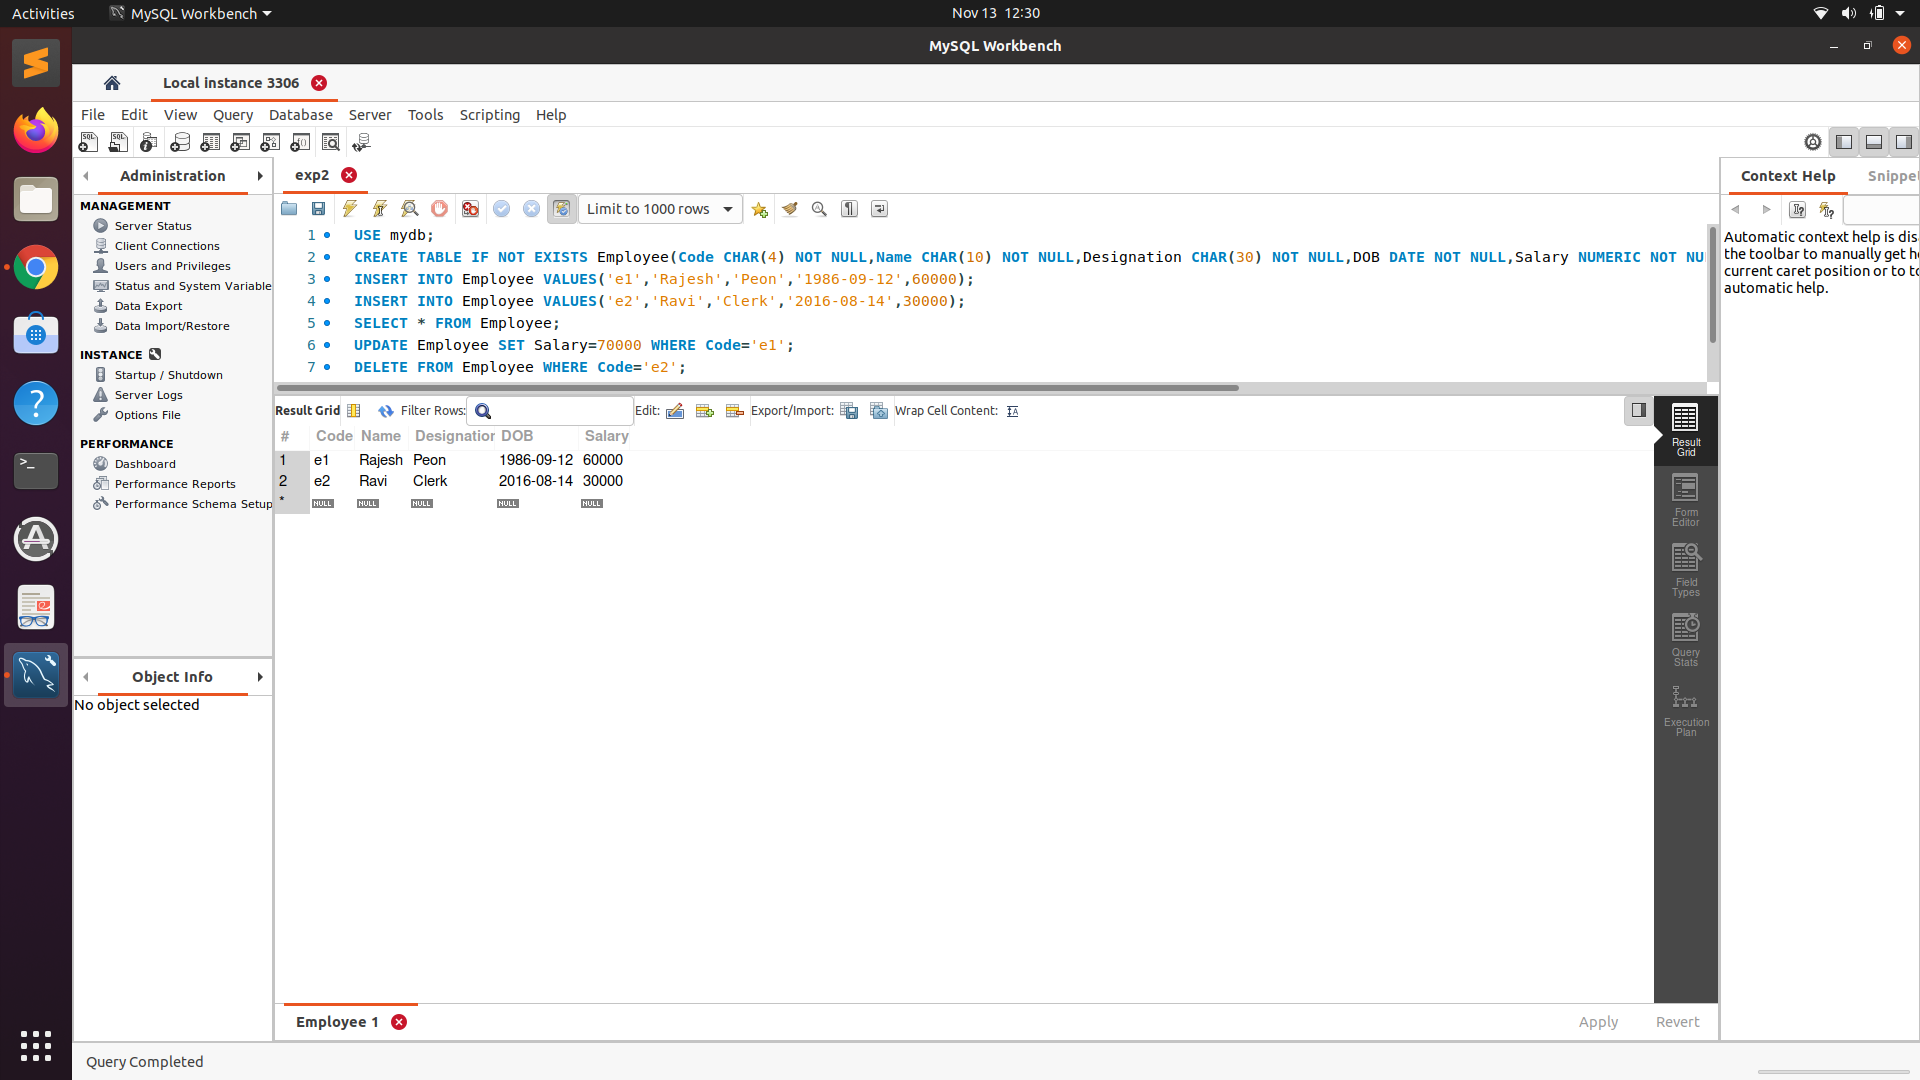 Activities
MySQL Workbench
Nov 13 12:30
MySQL Workbench
Local instance 3306
File Edit View Query Database Server Tools Scripting Help
Administration
MANAGEMENT
Server Status
Client Connections
Users and Privileges
Status and System Variable
Data Export
Data Import/Restore
INSTANCE
Startup / Shutdown
Server Logs
Options File
PERFORMANCE
Dashboard
Performance Reports
Performance Schema Setup
Object Info
No object selected
exp2
Limit to 1000 rows
1 USE mydb;
2 CREATE TABLE IF NOT EXISTS Employee(Code CHAR(4) NOT NULL,Name CHAR(10) NOT NULL,Designation CHAR(30) NOT NULL,DOB DATE NOT NULL,Salary NUMERIC NOT NU
3 INSERT INTO Employee VALUES('e1','Rajesh','Peon','1986-09-12',60000);
4 INSERT INTO Employee VALUES('e2','Ravi','Clerk','2016-08-14',30000);
5 SELECT * FROM Employee;
6 UPDATE Employee SET Salary=70000 WHERE Code='e1';
7 DELETE FROM Employee WHERE Code='e2';
Result Grid Filter Rows: Edit: Export/Import: Wrap Cell Content:
# Code Name Designation DOB Salary
1 e1 Rajesh Peon 1986-09-12 60000
2 e2 Ravi Clerk 2016-08-14 30000
* NULL NULL NULL NULL NULL
Result
Grid
Form
Editor
Field
Types
Query
Stats
Execution
Plan
Employee 1
Apply Revert
Context Help Snippet
Automatic context help is dis
the toolbar to manually get h
current caret position or to to
automatic help.
Query Completed